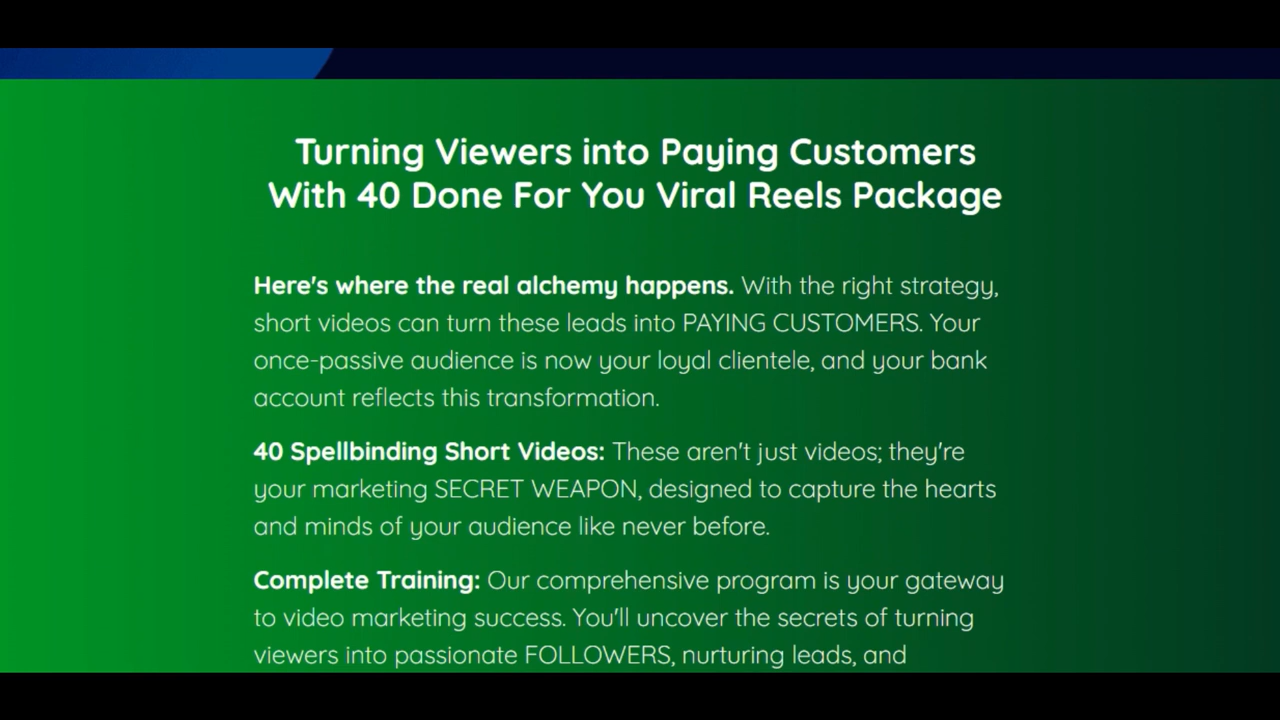 Turning Viewers into Paying Customers
With 40 Done For You Viral Reels Package
Here's where the real alchemy happens. With the right strategy,
short videos can turn these leads into PAYING CUSTOMERS. Your
once-passive audience is now your loyal clientele, and your bank
account reflects this transformation.
40 Spellbinding Short Videos: These aren't just videos; they're
your marketing SECRET WEAPON, designed to capture the hearts
and minds of your audience like never before.
Complete Training: Our comprehensive program is your gateway
to video marketing success. You'll uncover the secrets of turning
viewers into passionate FOLLOWERS, nurturing leads, and